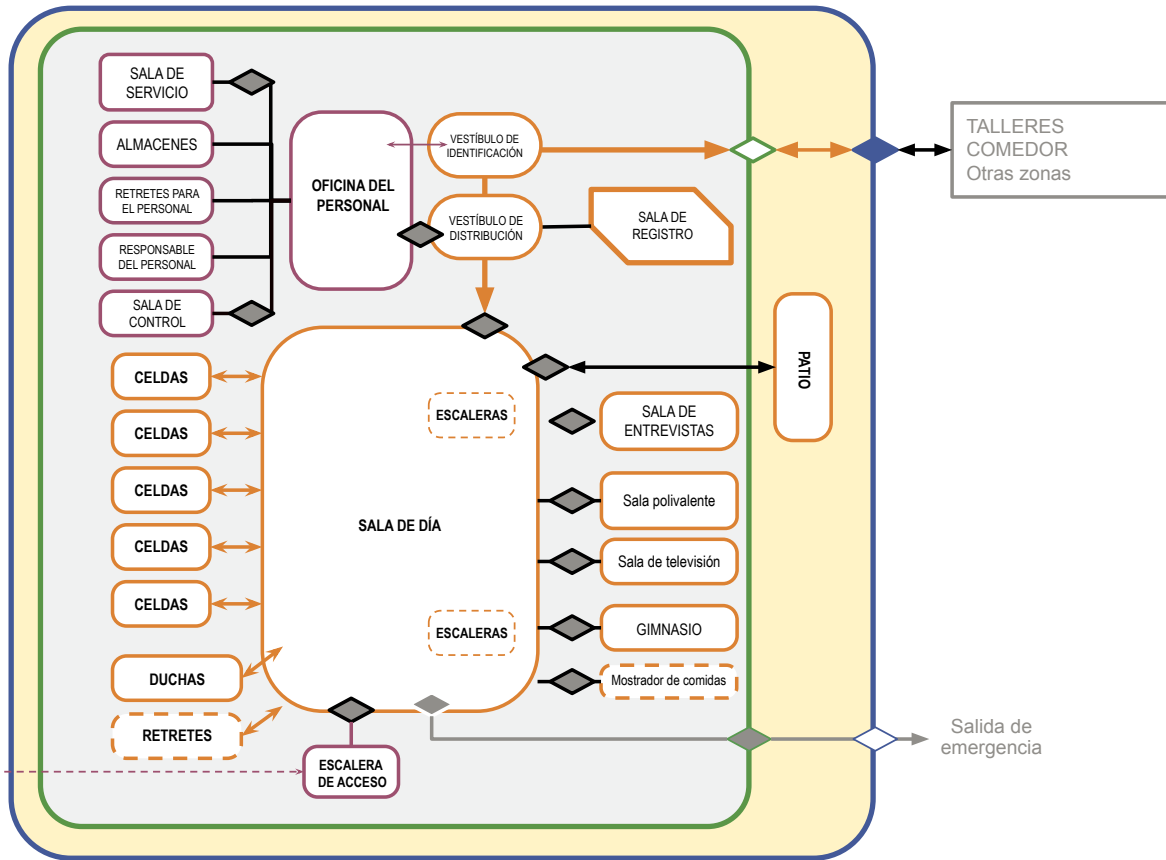 SALA DE
SERVICIO
ALMACENES
RETRETES PARA
EL PERSONAL
RESPONSABLE
DEL PERSONAL
SALA DE
CONTROL
OFICINA DEL
PERSONAL
VESTÍBULO DE
IDENTIFICACIÓN
VESTÍBULO DE
DISTRIBUCIÓN
SALA DE
REGISTRO
TALLERES
COMEDOR
Otras zonas
PATIO
CELDAS
CELDAS
CELDAS
CELDAS
CELDAS
DUCHAS
RETRETES
ESCALERAS
SALA DE DÍA
ESCALERAS
SALA DE
ENTREVISTAS
Sala polivalente
Sala de televisión
GIMNASIO
Mostrador de comidas
ESCALERA
DE ACCESO
Salida de
emergencia